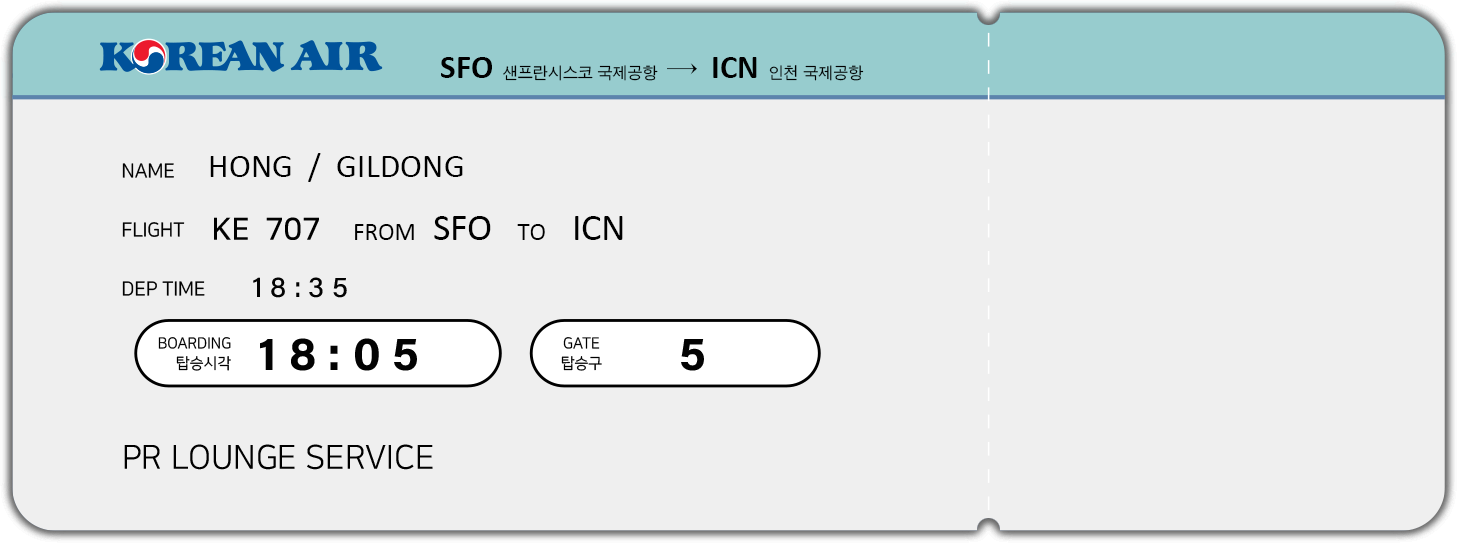 KOREAN AIR SFO 샌프란시스코 국제공항 → ICN 인천 국제공항
NAME HONG / GILDONG
FLIGHT KE 707 FROM SFO TO ICN
DEP TIME 18:35
BOARDING 탑승시각 18:05 GATE 탑승구 5
PR LOUNGE SERVICE